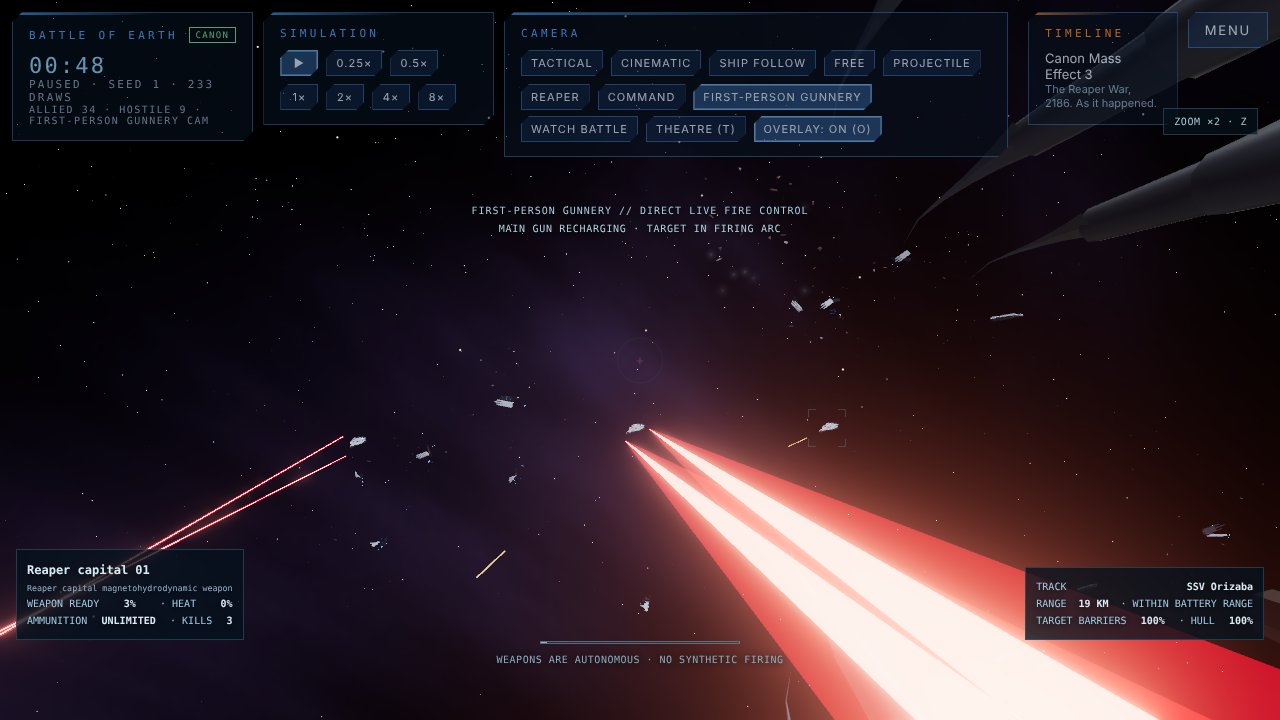 BATTLE OF EARTH CANON
00:48
PAUSED · SEED 1 · 233
DRAWS
ALLIED 34 · HOSTILE 9 ·
FIRST-PERSON GUNNERY CAM
SIMULATION
▶ 0.25× 0.5×
1× 2× 4× 8×
CAMERA
TACTICAL CINEMATIC SHIP FOLLOW FREE PROJECTILE
REAPER COMMAND FIRST-PERSON GUNNERY
WATCH BATTLE THEATRE (T) OVERLAY: ON (O)
TIMELINE
Canon Mass
Effect 3
The Reaper War,
2186. As it happened.
MENU
ZOOM ×2 · Z
FIRST-PERSON GUNNERY // DIRECT LIVE FIRE CONTROL
MAIN GUN RECHARGING · TARGET IN FIRING ARC
Reaper capital 01
Reaper capital magnetohydrodynamic weapon
WEAPON READY 3% · HEAT 0%
AMMUNITION UNLIMITED · KILLS 3
WEAPONS ARE AUTONOMOUS · NO SYNTHETIC FIRING
TRACK SSV Orizaba
RANGE 19 KM · WITHIN BATTERY RANGE
TARGET BARRIERS 100% · HULL 100%